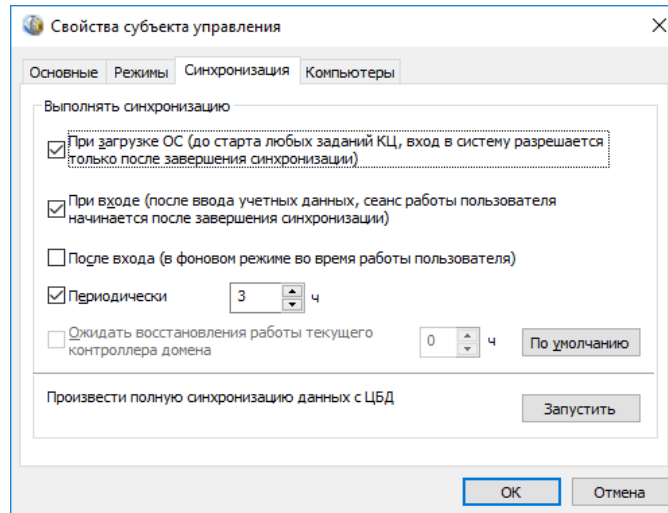 Свойства субъекта управления
Основные Режимы Синхронизация Компьютеры
Выполнять синхронизацию
При загрузке ОС (до старта любых заданий КЦ, вход в систему разрешается
только после завершения синхронизации)
При входе (после ввода учетных данных, сеанс работы пользователя
начинается после завершения синхронизации)
После входа (в фоновом режиме во время работы пользователя)
Периодически 3 ч
Ожидать восстановления работы текущего
контроллера домена 0 ч По умолчанию
Произвести полную синхронизацию данных с ЦБД
Запустить
ОК Отмена